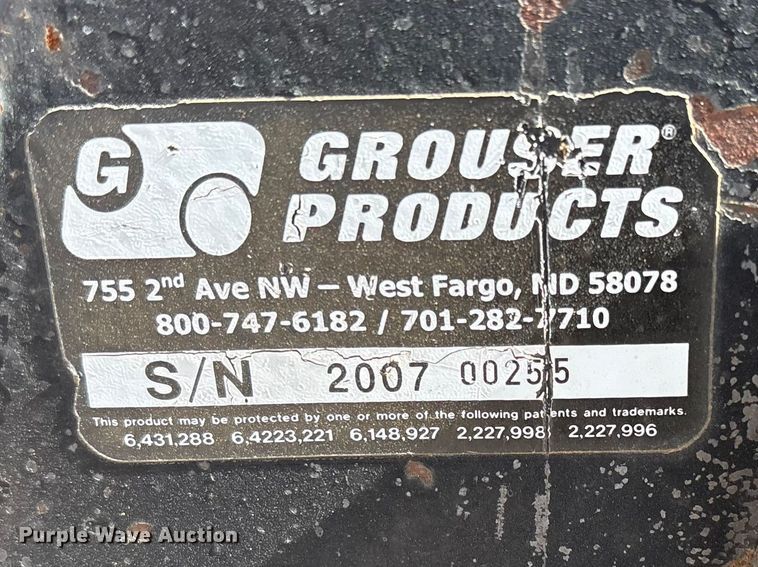 G
GROUSER®
PRODUCTS
755 2nd Ave NW – West Fargo, ND 58078
800-747-6182 / 701-282-7710
S/N 2007 00255
This product may be protected by one or more of the following patents and trademarks.
6,431,288 6,4223,221 6,148,927 2,227,998 2,227,996
Purple Wave Auction